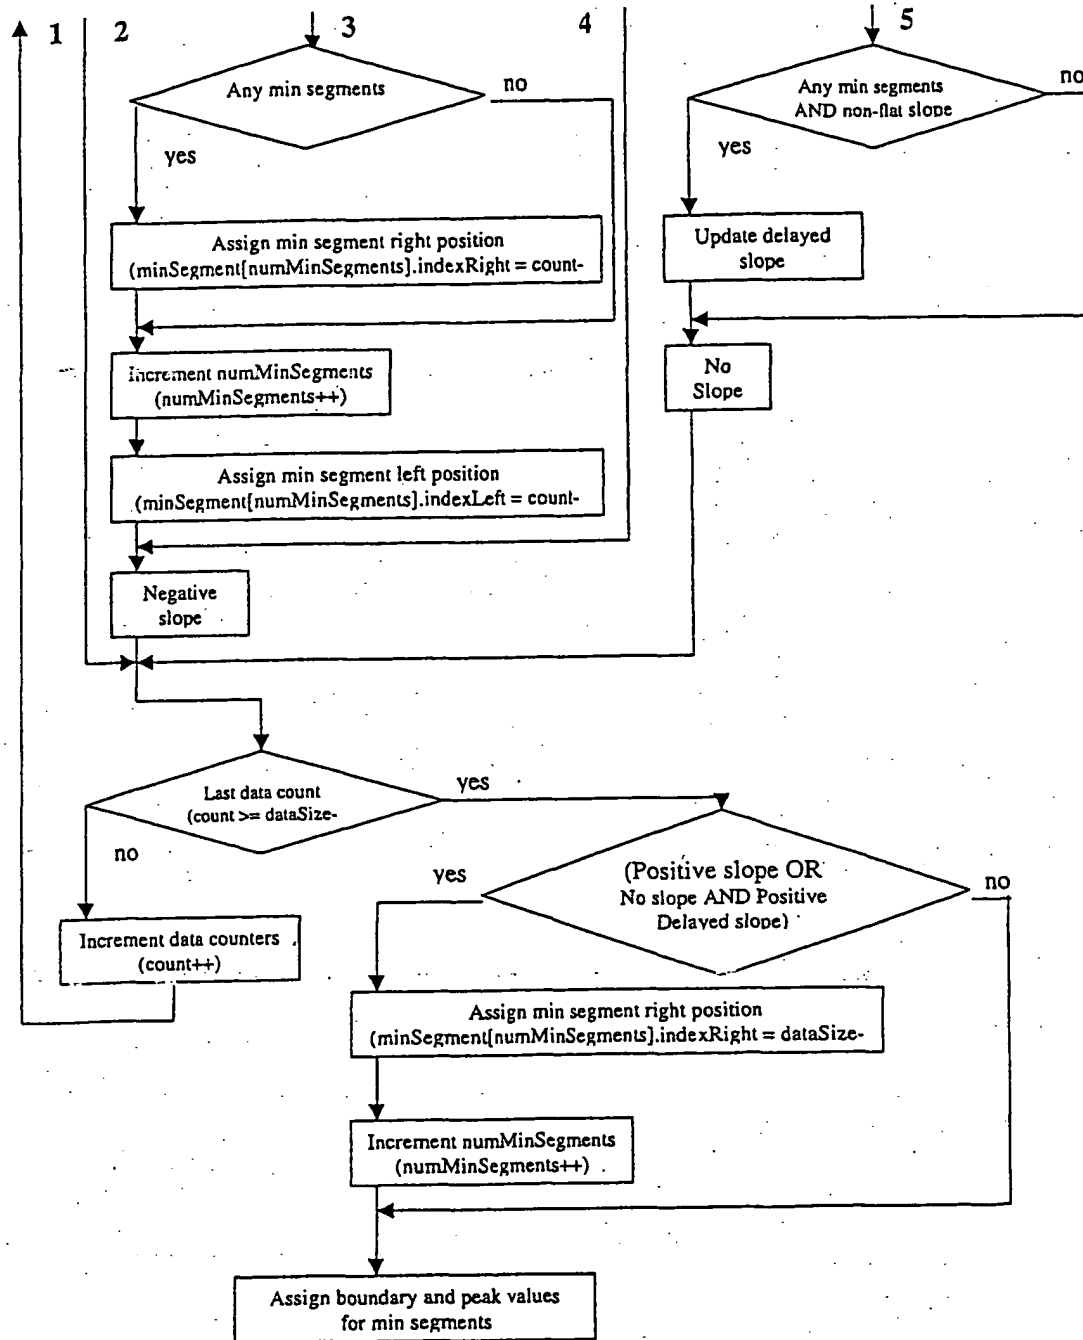 1
2
3
4
5
Any min segments
no
yes
Any min segments
AND non-flat slope
no
yes
Assign min segment right position
(minSegment[numMinSegments].indexRight = count-
Update delayed
slope
Increment numMinSegments
(numMinSegments++)
No
Slope
Assign min segment left position
(minSegment[numMinSegments].indexLeft = count-
Negative
slope
Last data count
(count >= dataSize-
yes
no
(Positive slope OR
No slope AND Positive
Delayed slope)
yes
no
Increment data counters
(count++)
Assign min segment right position
(minSegment[numMinSegments].indexRight = dataSize-
Increment numMinSegments
(numMinSegments++)
Assign boundary and peak values
for min segments